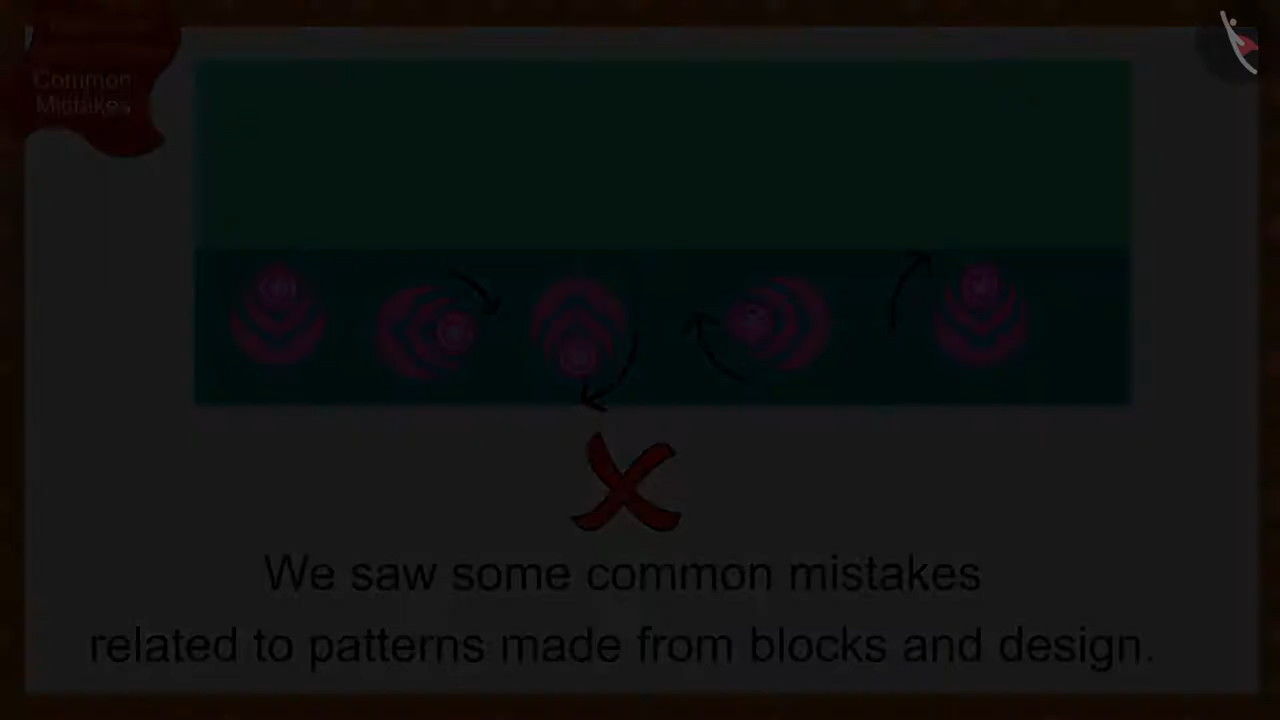 Common
Mistakes
We saw some common mistakes
related to patterns made from blocks and design.